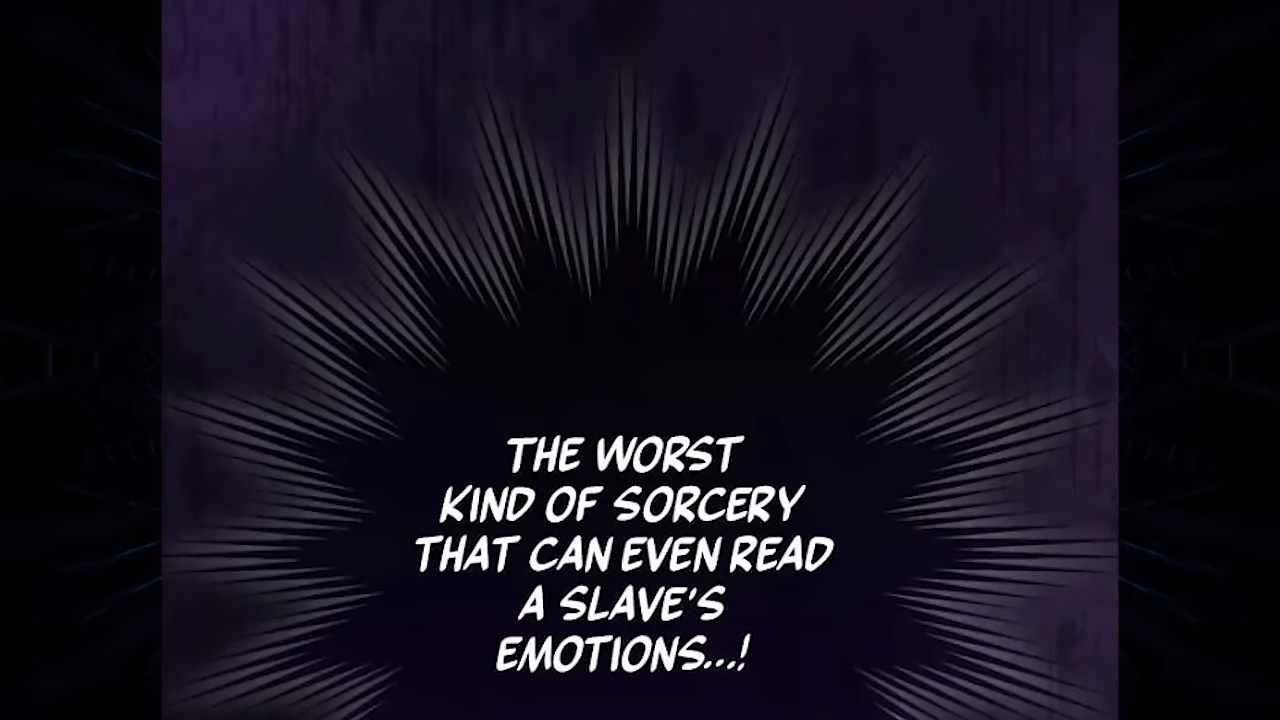 THE WORST
KIND OF SORCERY
THAT CAN EVEN READ
A SLAVE'S
EMOTIONS...!